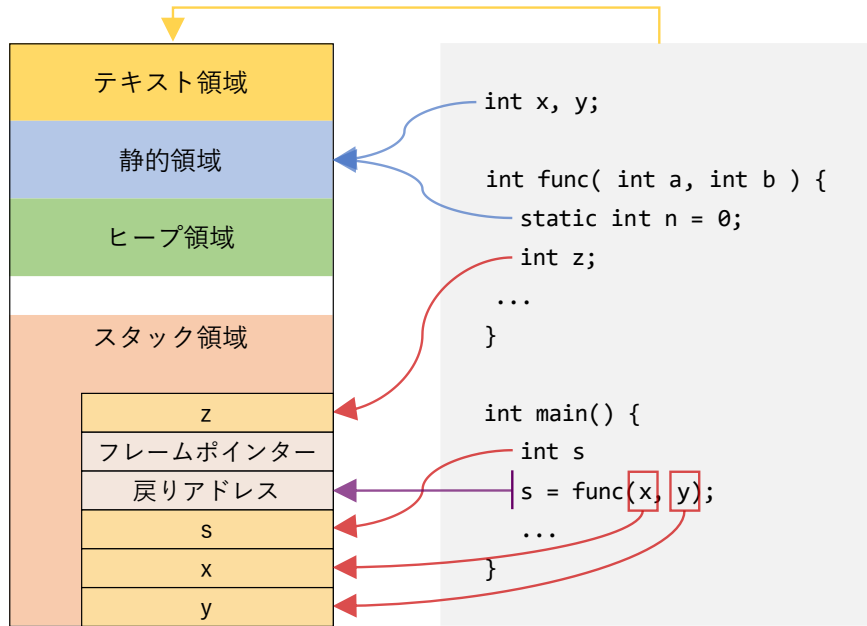 テキスト領域
静的領域
ヒープ領域
スタック領域
z
フレームポインター
戻りアドレス
s
x
y
int x, y;
int func( int a, int b ) {
static int n = 0;
int z;
...
}
int main() {
int s
s = func(x, y);
...
}